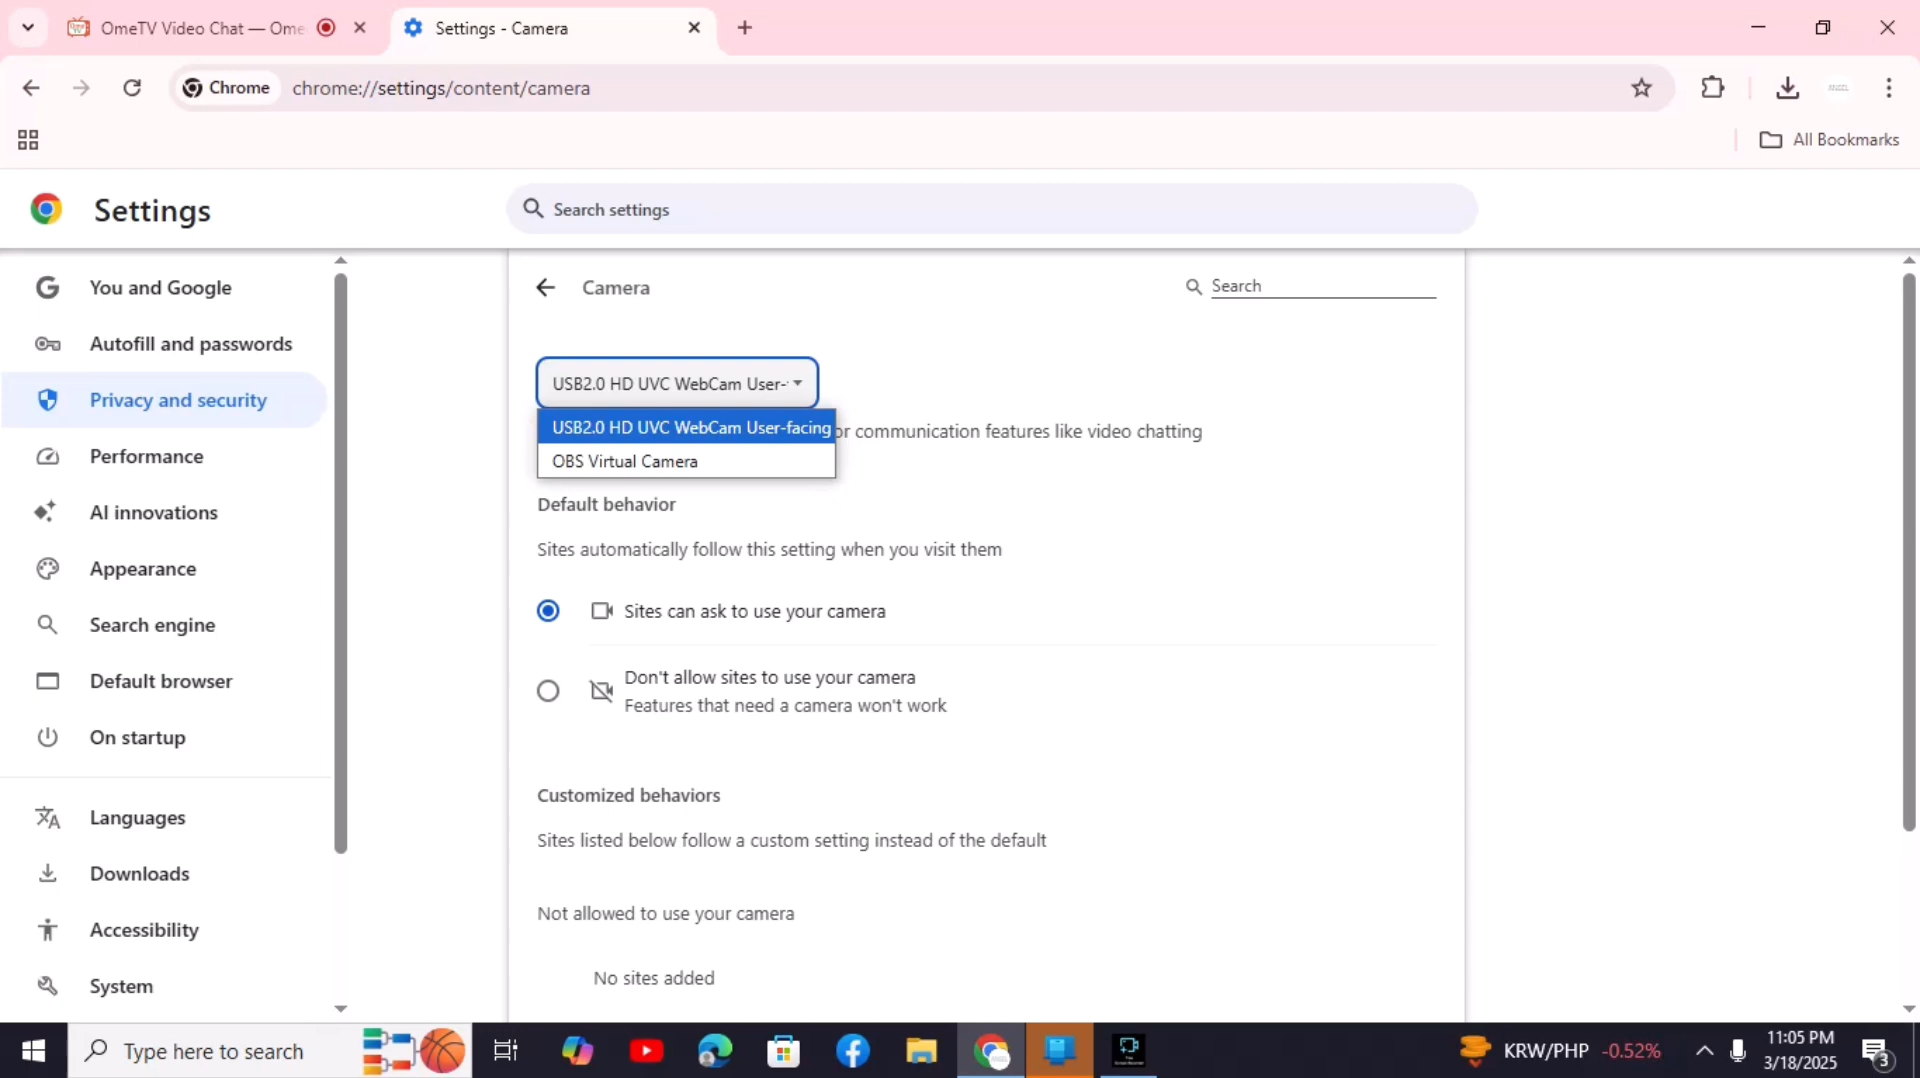 OmeTV Video Chat — Ome
Settings - Camera
Chrome
chrome://settings/content/camera
All Bookmarks
Settings
Search settings
You and Google
Autofill and passwords
Privacy and security
Performance
AI innovations
Appearance
Search engine
Default browser
On startup
Languages
Downloads
Accessibility
System
Camera
Search
USB2.0 HD UVC WebCam User-
USB2.0 HD UVC WebCam User-facing
or communication features like video chatting
OBS Virtual Camera
Default behavior
Sites automatically follow this setting when you visit them
Sites can ask to use your camera
Don't allow sites to use your camera
Features that need a camera won't work
Customized behaviors
Sites listed below follow a custom setting instead of the default
Not allowed to use your camera
No sites added
Type here to search
KRW/PHP -0.52%
11:05 PM
3/18/2025
3